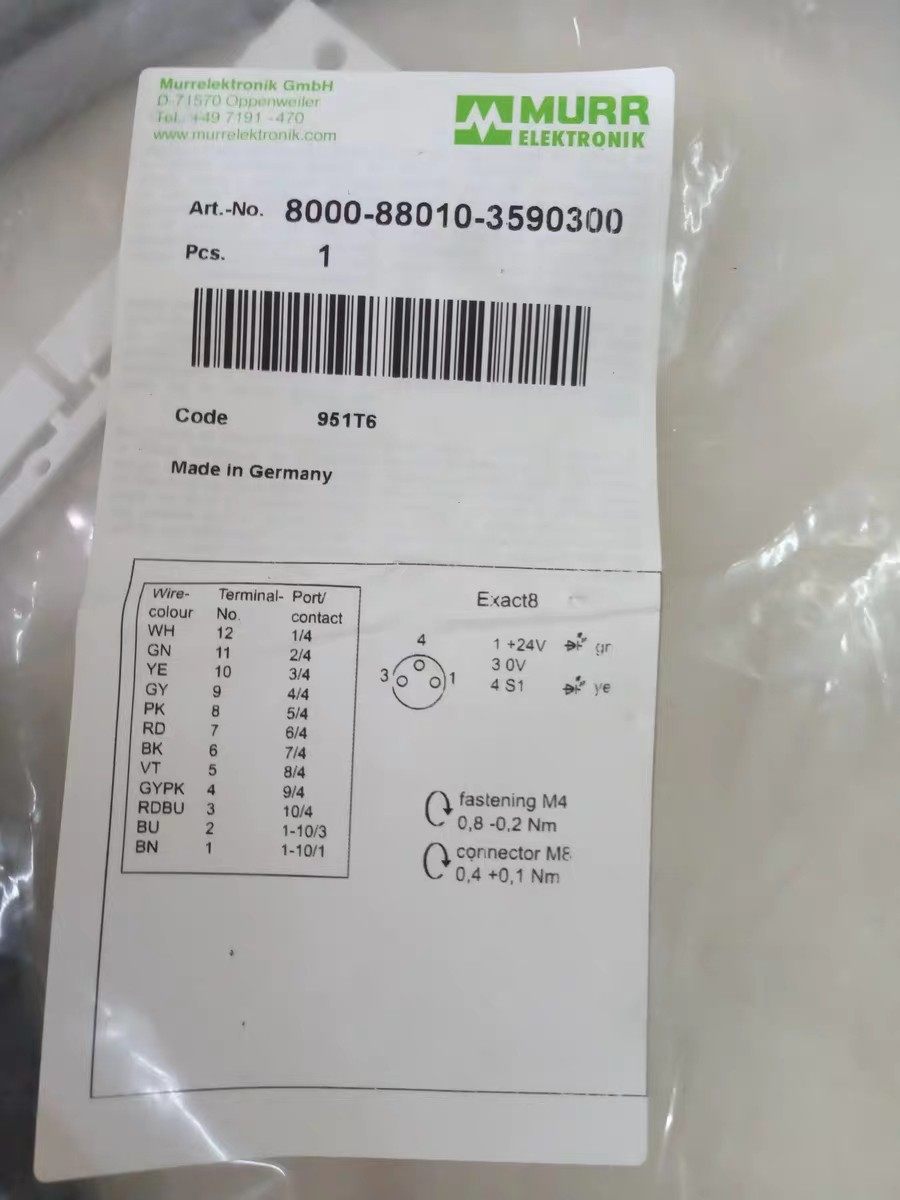 Murrelektronik GmbH
D-71570 Oppenweiler
Tel. +49 7191 -470
www.murrelektronik.com
MURR
ELEKTRONIK
Art.-No. 8000-88010-3590300
Pcs. 1
Code 951T6
Made in Germany
Wire-colour Terminal-No. Port/contact
WH 12 1/4
GN 11 2/4
YE 10 3/4
GY 9 4/4
PK 8 5/4
RD 7 6/4
BK 6 7/4
VT 5 8/4
GYPK 4 9/4
RDBU 3 10/4
BU 2 1-10/3
BN 1 1-10/1
Exact8
4
3 1
1 +24V gn
3 0V
4 S1 ye
fastening M4
0,8 -0,2 Nm
connector M8
0,4 +0,1 Nm